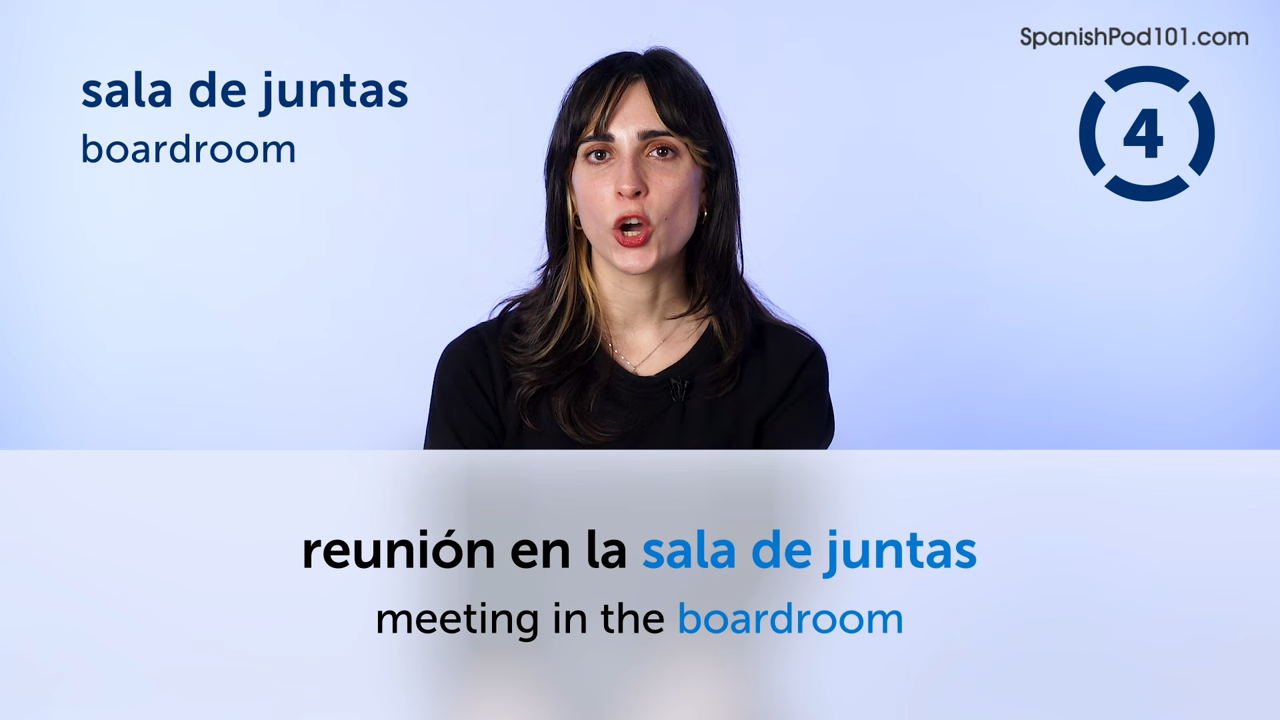 SpanishPod101.com
sala de juntas
boardroom
4
reunión en la sala de juntas
meeting in the boardroom